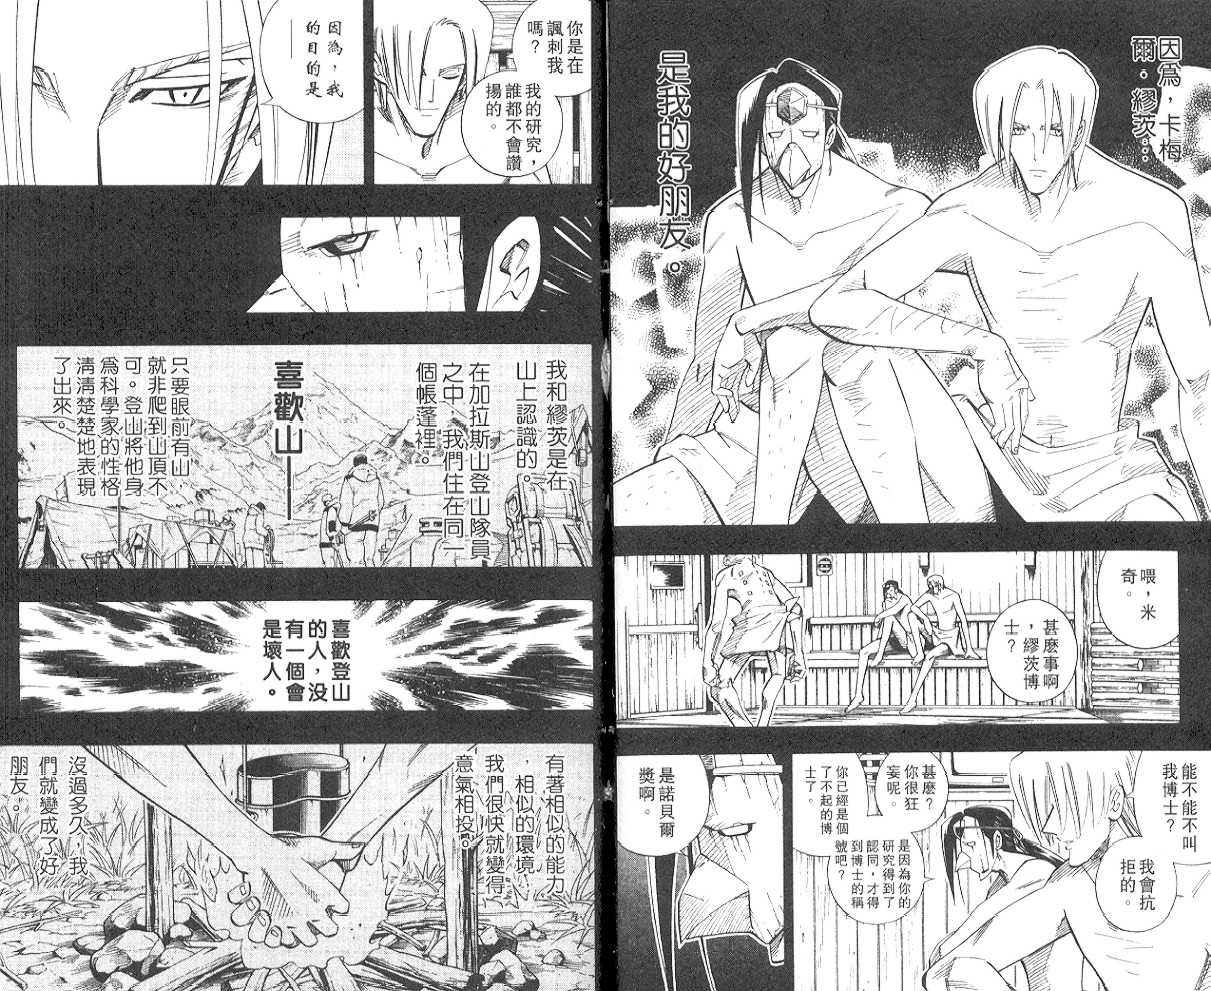 因為，卡梅
爾·繆茨…
是我的好朋友。
喂，米
奇。
甚麼事啊
，繆茨博
士？
能不能不叫
我博士？
我會抗
拒的。
甚麼？
你很狂
妄呢。
你已經是個
了不起的博
士了。
是因為你的
研究得到了
認同，才得
到博士的稱
號吧？
是諾貝爾
獎啊。
你是在
諷刺我
嗎？
我的研究，
誰都不會讚
揚的。
因為，我
的目的是
——
我和繆茨是在
山上認識的。
在加拉斯山登山隊員
之中，我們住在同一
個帳蓬裡。
喜歡山——
只要眼前有山，
就非爬到山頂不
可。登山將他身
為科學家的性格
清清楚楚地表現
了出來。
喜歡登山
的人，没
有一個會
是壞人。
有著相似的能力
，相似的環境，
我們很快就變得
意氣相投。
沒過多久，我
們就變成了好
朋友。